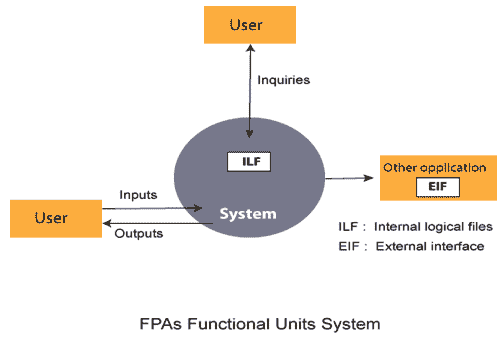 User
Inquiries
ILF
Other application
EIF
Inputs
User
System
Outputs
ILF : Internal logical files
EIF : External interface
FPAs Functional Units System